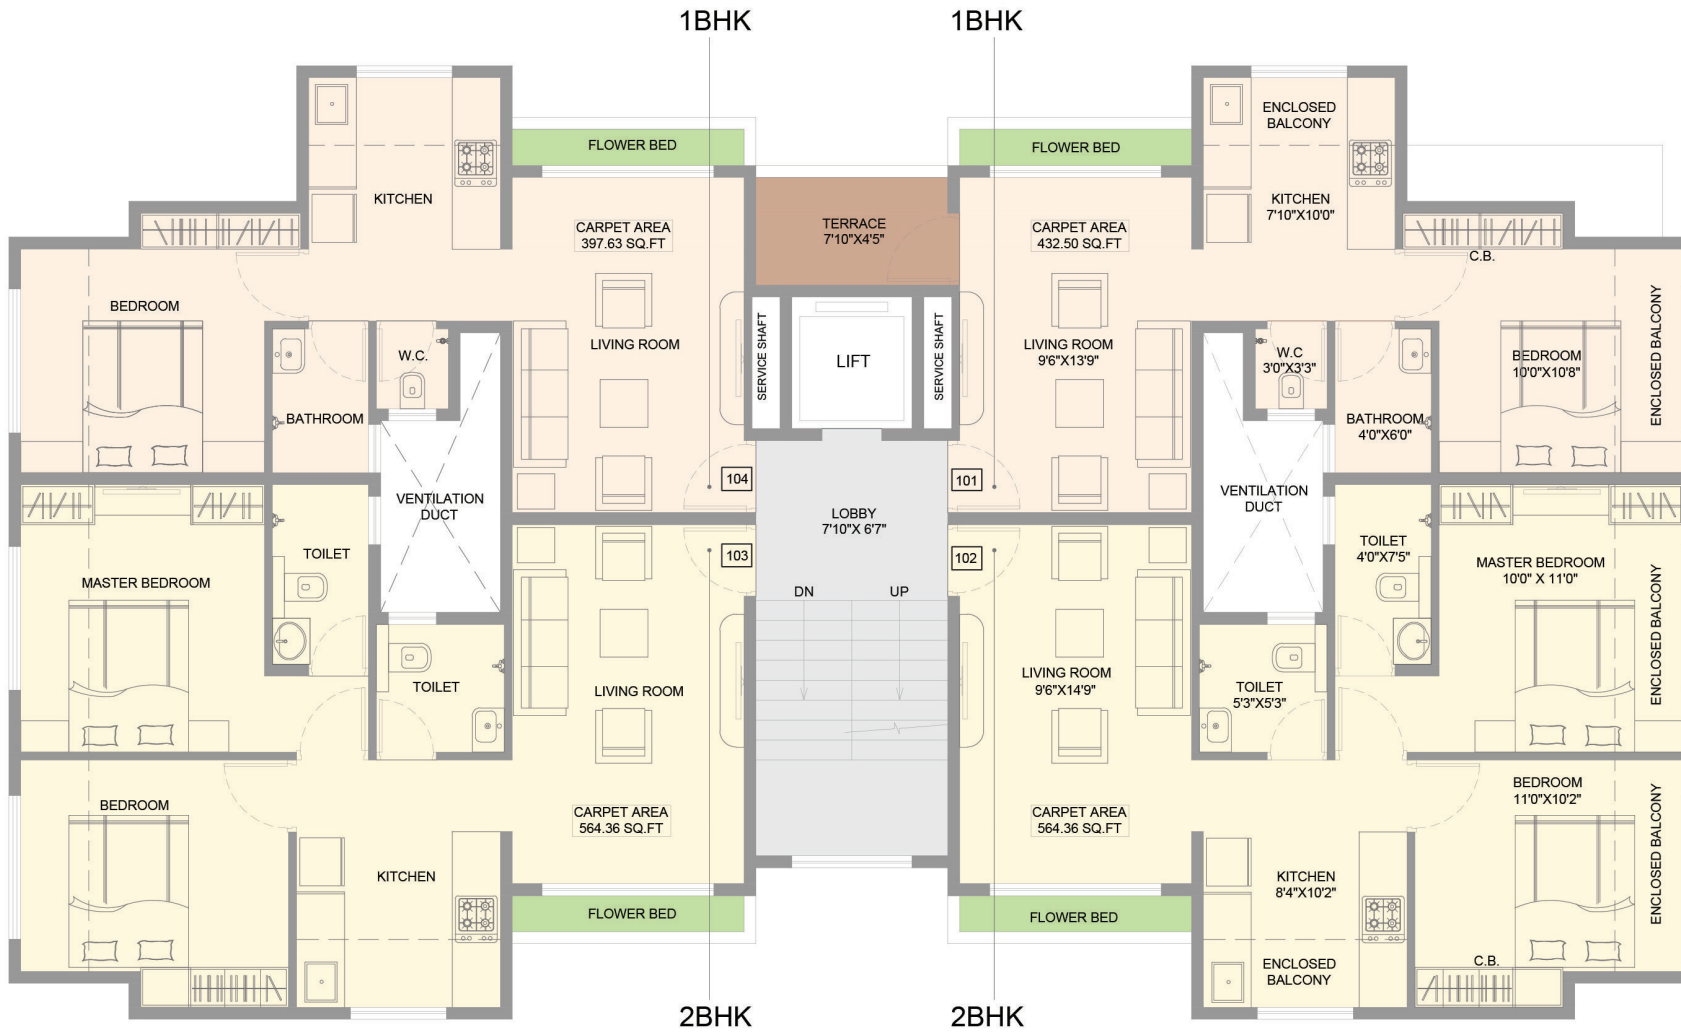 1BHK
1BHK
FLOWER BED
KITCHEN
CARPET AREA
397.63 SQ.FT
BEDROOM
LIVING ROOM
W.C.
BATHROOM
VENTILATION
DUCT
104
TERRACE
7'10"X4'5"
SERVICE SHAFT
LIFT
SERVICE SHAFT
LOBBY
7'10"X 6'7"
DN
UP
FLOWER BED
ENCLOSED
BALCONY
KITCHEN
7'10"X10'0"
CARPET AREA
432.50 SQ.FT
C.B.
LIVING ROOM
9'6"X13'9"
W.C
3'0"X3'3"
BATHROOM
4'0"X6'0"
BEDROOM
10'0"X10'8"
ENCLOSED BALCONY
VENTILATION
DUCT
101
103
TOILET
MASTER BEDROOM
TOILET
LIVING ROOM
BEDROOM
CARPET AREA
564.36 SQ.FT
KITCHEN
FLOWER BED
102
TOILET
4'0"X7'5"
MASTER BEDROOM
10'0" X 11'0"
ENCLOSED BALCONY
LIVING ROOM
9'6"X14'9"
TOILET
5'3"X5'3"
BEDROOM
11'0"X10'2"
ENCLOSED BALCONY
CARPET AREA
564.36 SQ.FT
KITCHEN
8'4"X10'2"
ENCLOSED
BALCONY
C.B.
FLOWER BED
2BHK
2BHK